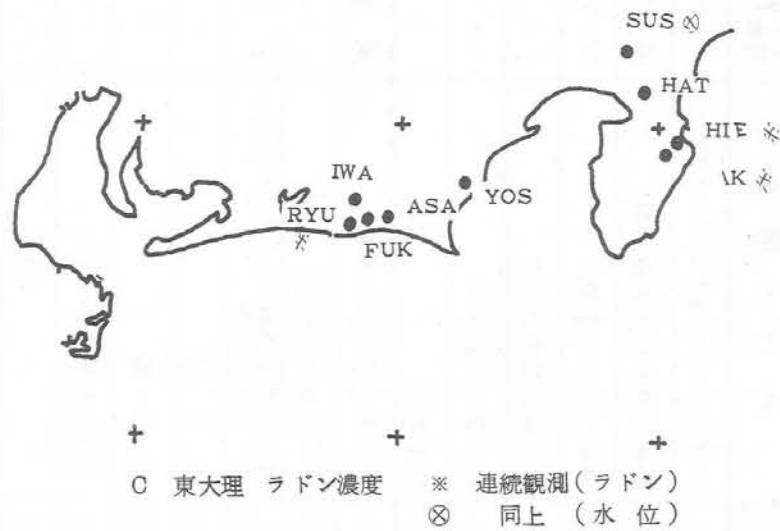 SUS ⊗
HAT
HIE ※
AK ※
IWA
RYU
※
ASA
YOS
FUK
C 東大理 ラドン濃度 ※ 連続観測(ラドン)
⊗ 同上 (水 位)